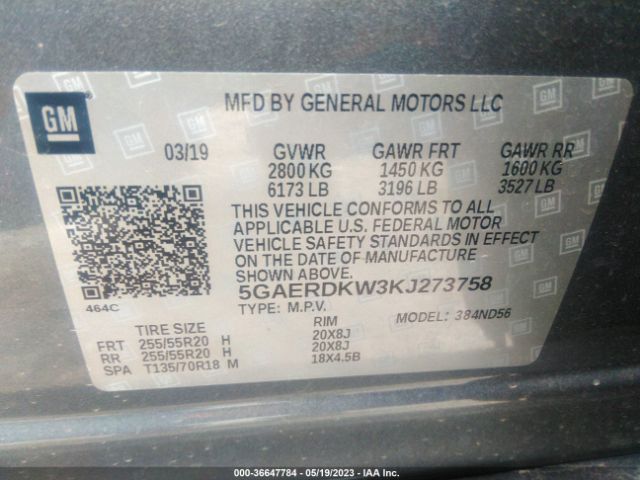 GM
MFD BY GENERAL MOTORS LLC
03/19 GVWR GAWR FRT GAWR RR
2800 KG 1450 KG 1600 KG
6173 LB 3196 LB 3527 LB
THIS VEHICLE CONFORMS TO ALL
APPLICABLE U.S. FEDERAL MOTOR
VEHICLE SAFETY STANDARDS IN EFFECT
ON THE DATE OF MANUFACTURE
SHOWN ABOVE.
464C
5GAERDKW3KJ273758
TYPE: M.P.V. MODEL: 384ND56
TIRE SIZE RIM
FRT 255/55R20 H 20X8J
RR 255/55R20 H 20X8J
SPA T135/70R18 M 18X4.5B
000-36647784 - 05/19/2023 - IAA Inc.